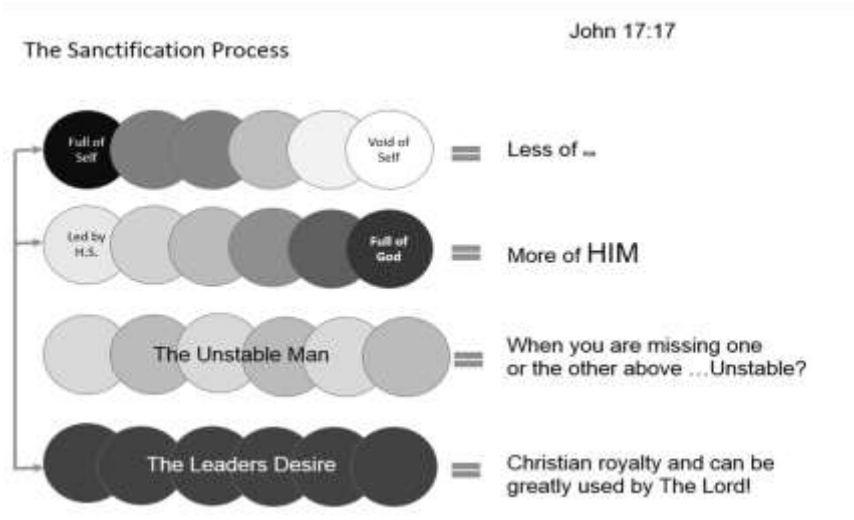 John 17:17
The Sanctification Process
Full of
Self
Void of
Self
Less of me
Led by
H.S.
Full of
God
More of HIM
The Unstable Man
When you are missing one
or the other above …Unstable?
The Leaders Desire
Christian royalty and can be
greatly used by The Lord!